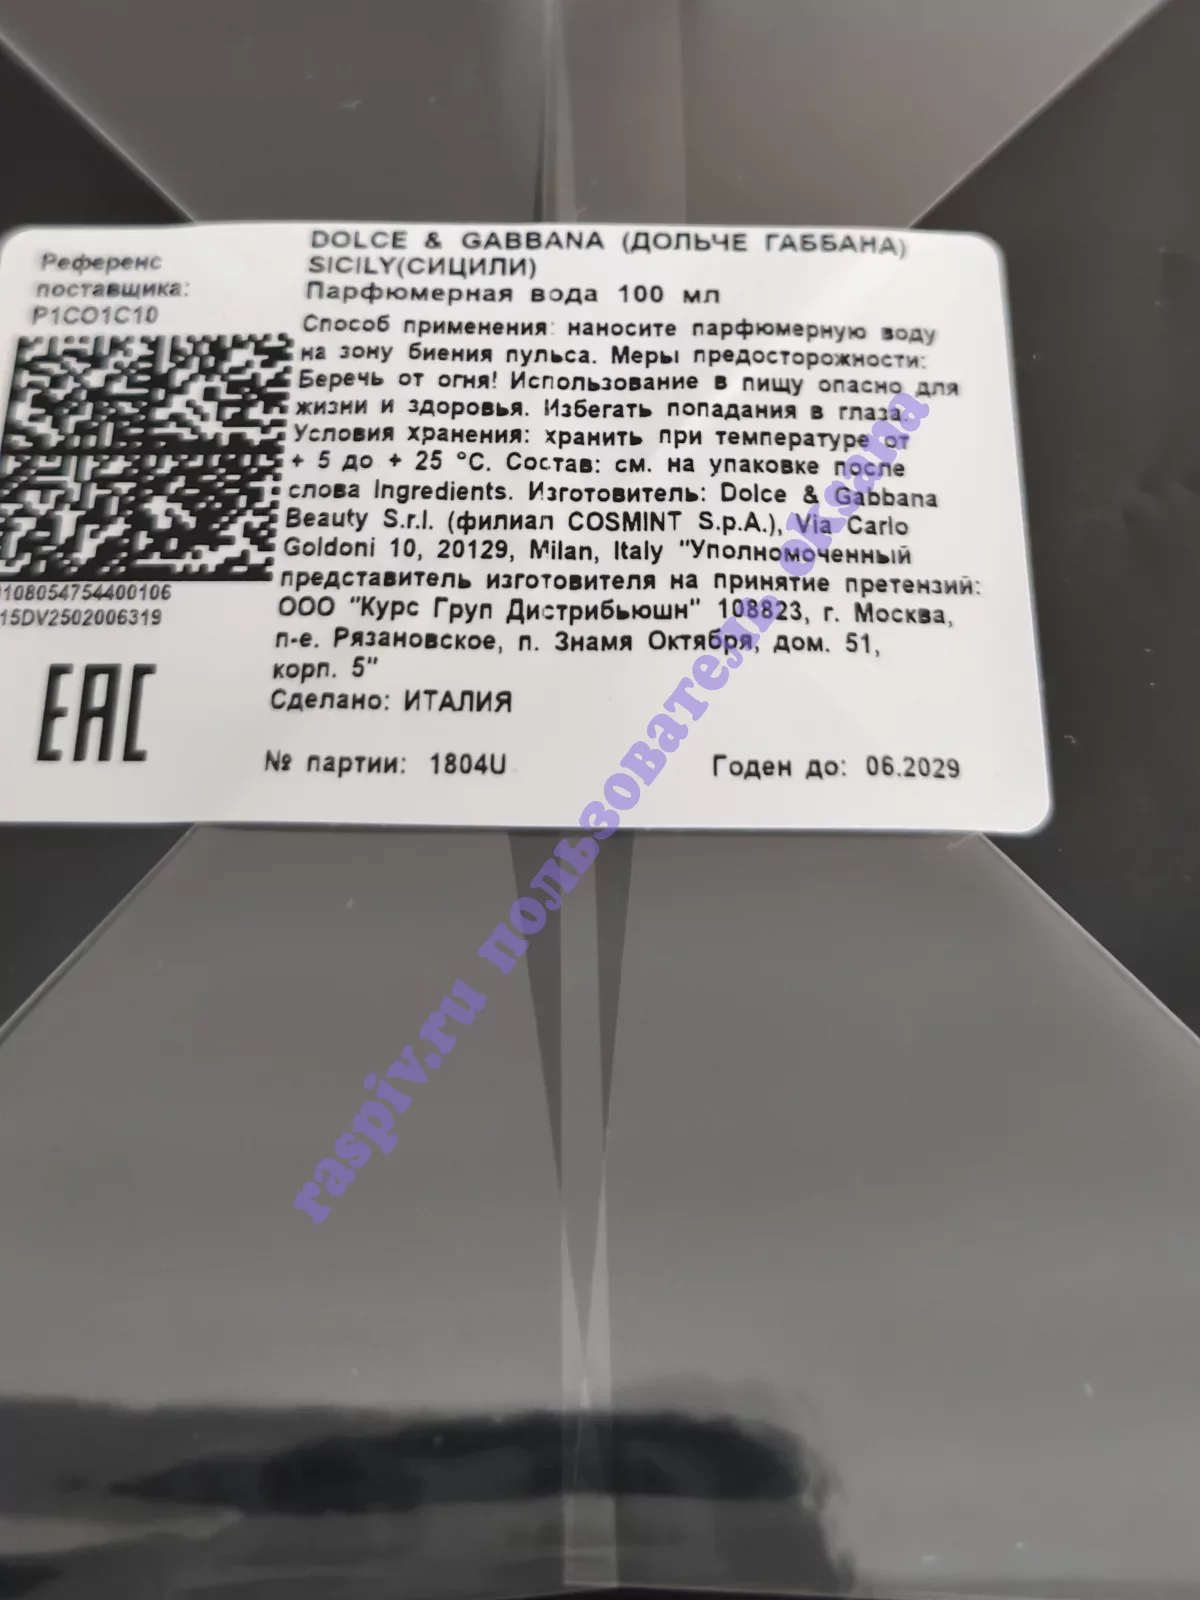 Референс
поставщика:
P1CO1C10
0108054754400106
15DV2502006319
EAC
DOLCE & GABBANA (ДОЛЬЧЕ ГАББАНА)
SICILY(СИЦИЛИ)
Парфюмерная вода 100 мл
Способ применения: наносите парфюмерную воду
на зону биения пульса. Меры предосторожности:
Беречь от огня! Использование в пищу опасно для
жизни и здоровья. Избегать попадания в глаза.
Условия хранения: хранить при температуре от
+ 5 до + 25 °C. Состав: см. на упаковке после
слова Ingredients. Изготовитель: Dolce & Gabbana
Beauty S.r.l. (филиал COSMINT S.p.A.), Via Carlo
Goldoni 10, 20129, Milan, Italy "Уполномоченный
представитель изготовителя на принятие претензий:
ООО "Курс Груп Дистрибьюшн" 108823, г. Москва,
п-е. Рязановское, п. Знамя Октября, дом. 51,
корп. 5"
Сделано: ИТАЛИЯ
№ партии: 1804U
Годен до: 06.2029
raspiv.ru пользователь oksana